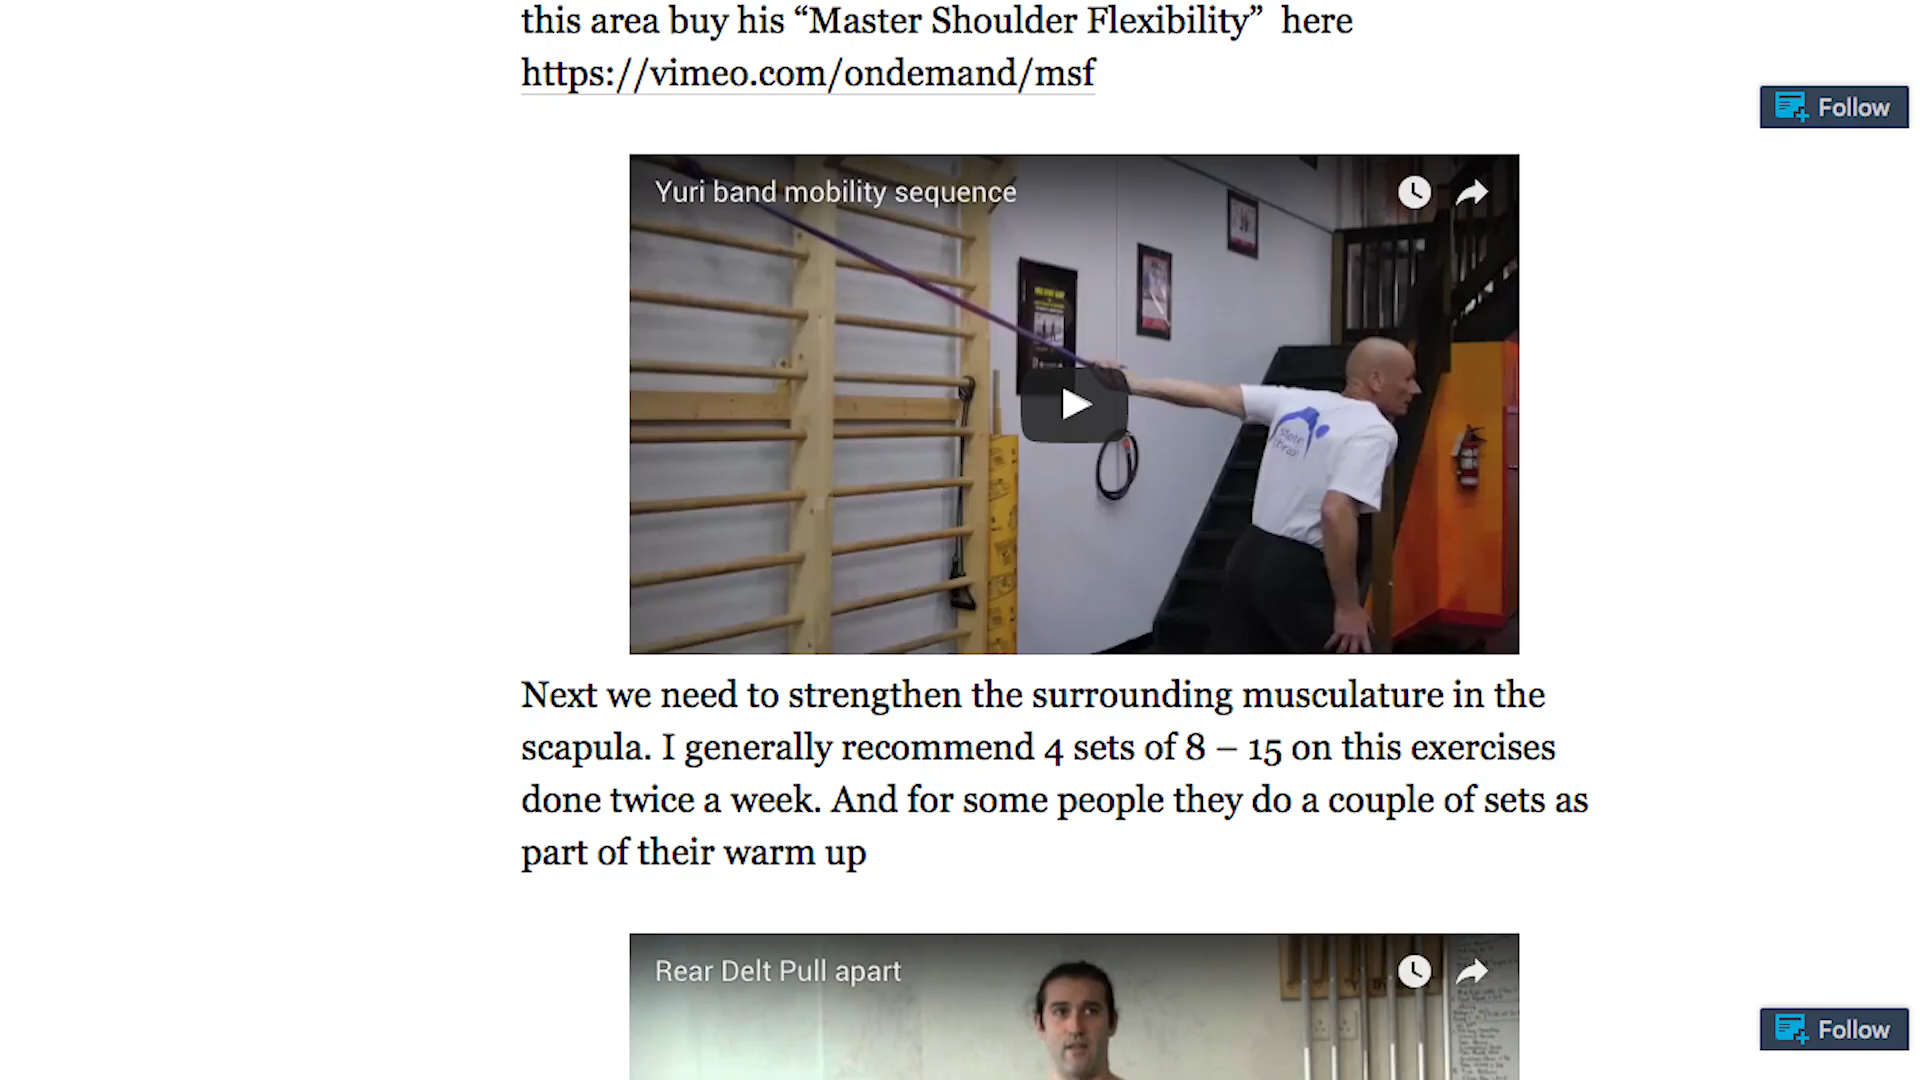 this area buy his “Master Shoulder Flexibility”  here
https://vimeo.com/ondemand/msf
Follow
Yuri band mobility sequence
Next we need to strengthen the surrounding musculature in the
scapula. I generally recommend 4 sets of 8 – 15 on this exercises
done twice a week. And for some people they do a couple of sets as
part of their warm up
Rear Delt Pull apart
Follow